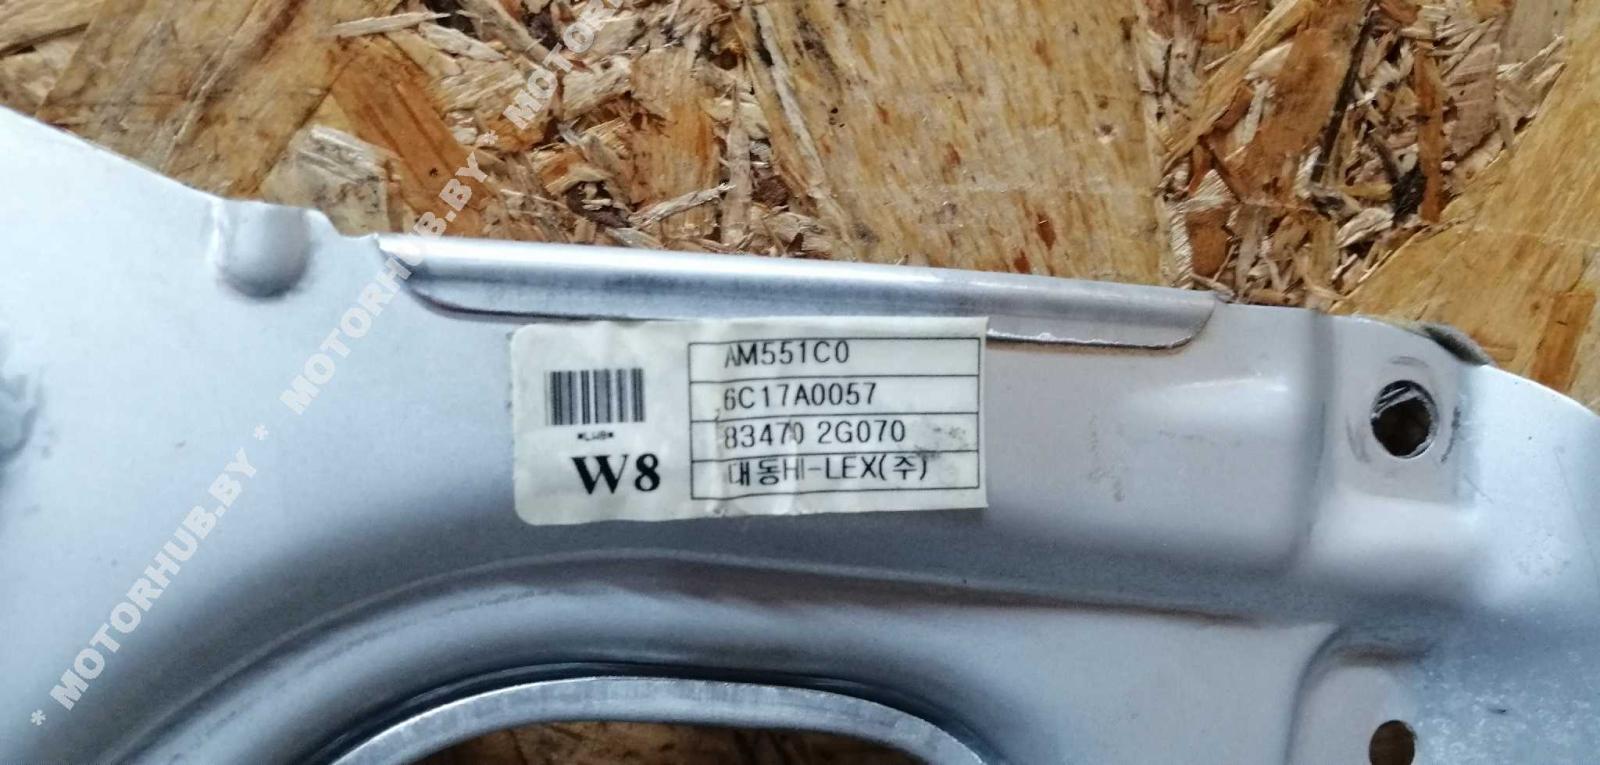 * MOTORHUB.BY * MOTORHUB.BY * MOTORHUB.BY
AM551C0
6C17A0057
83470 2G070
대동HI-LEX(주)
W8